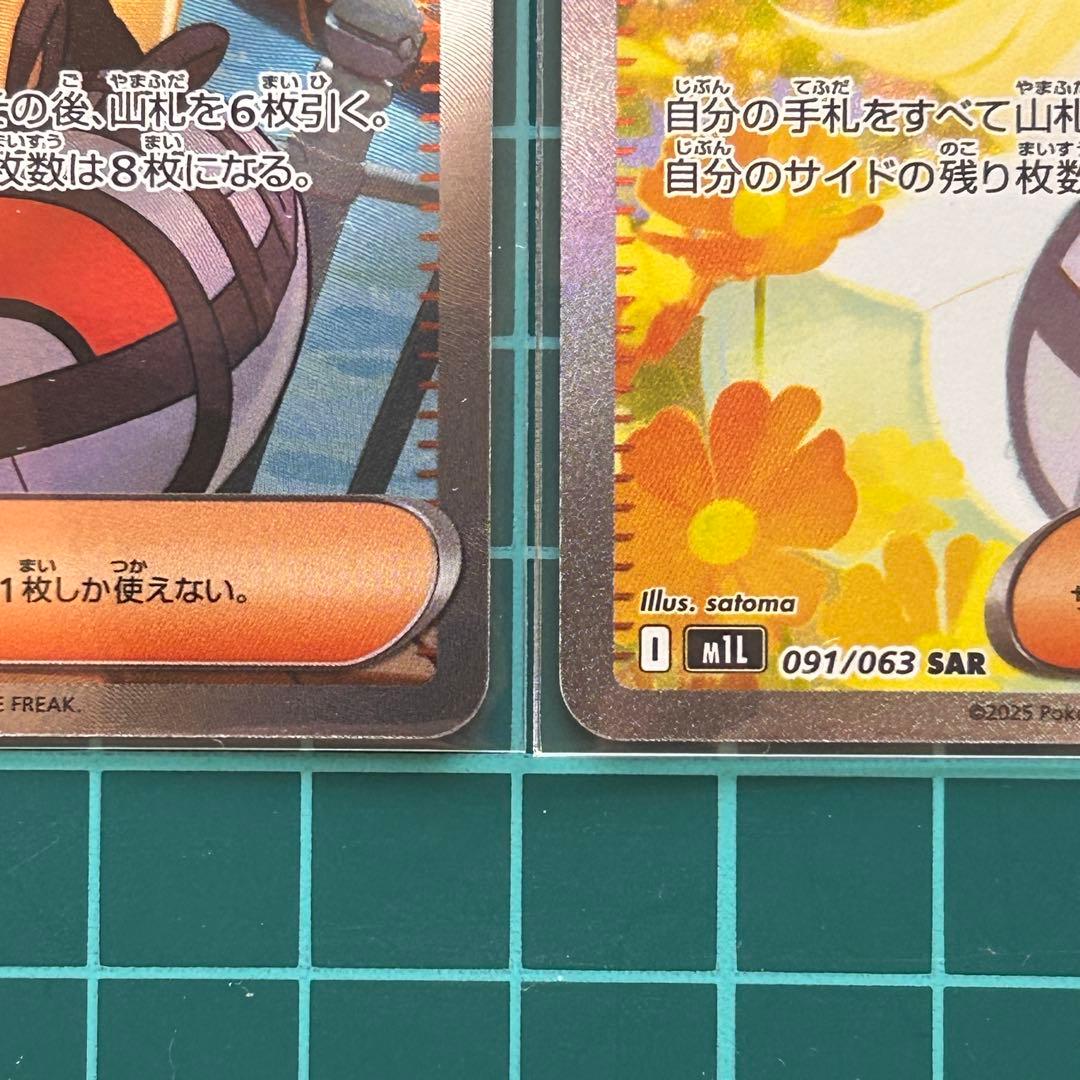 その後、山札を6枚引く。
枚数は8枚になる。
1枚しか使えない。
E FREAK.
自分の手札をすべて山札
自分のサイドの残り枚数
Illus. satoma
I M1L 091/063 SAR
©2025 Poké